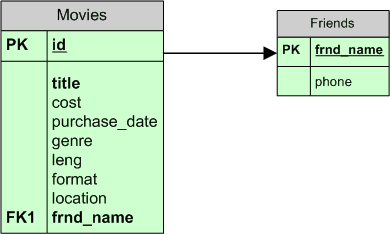 Movies
PK id
title
cost
purchase_date
genre
leng
format
location
FK1 frnd_name
Friends
PK frnd_name
phone